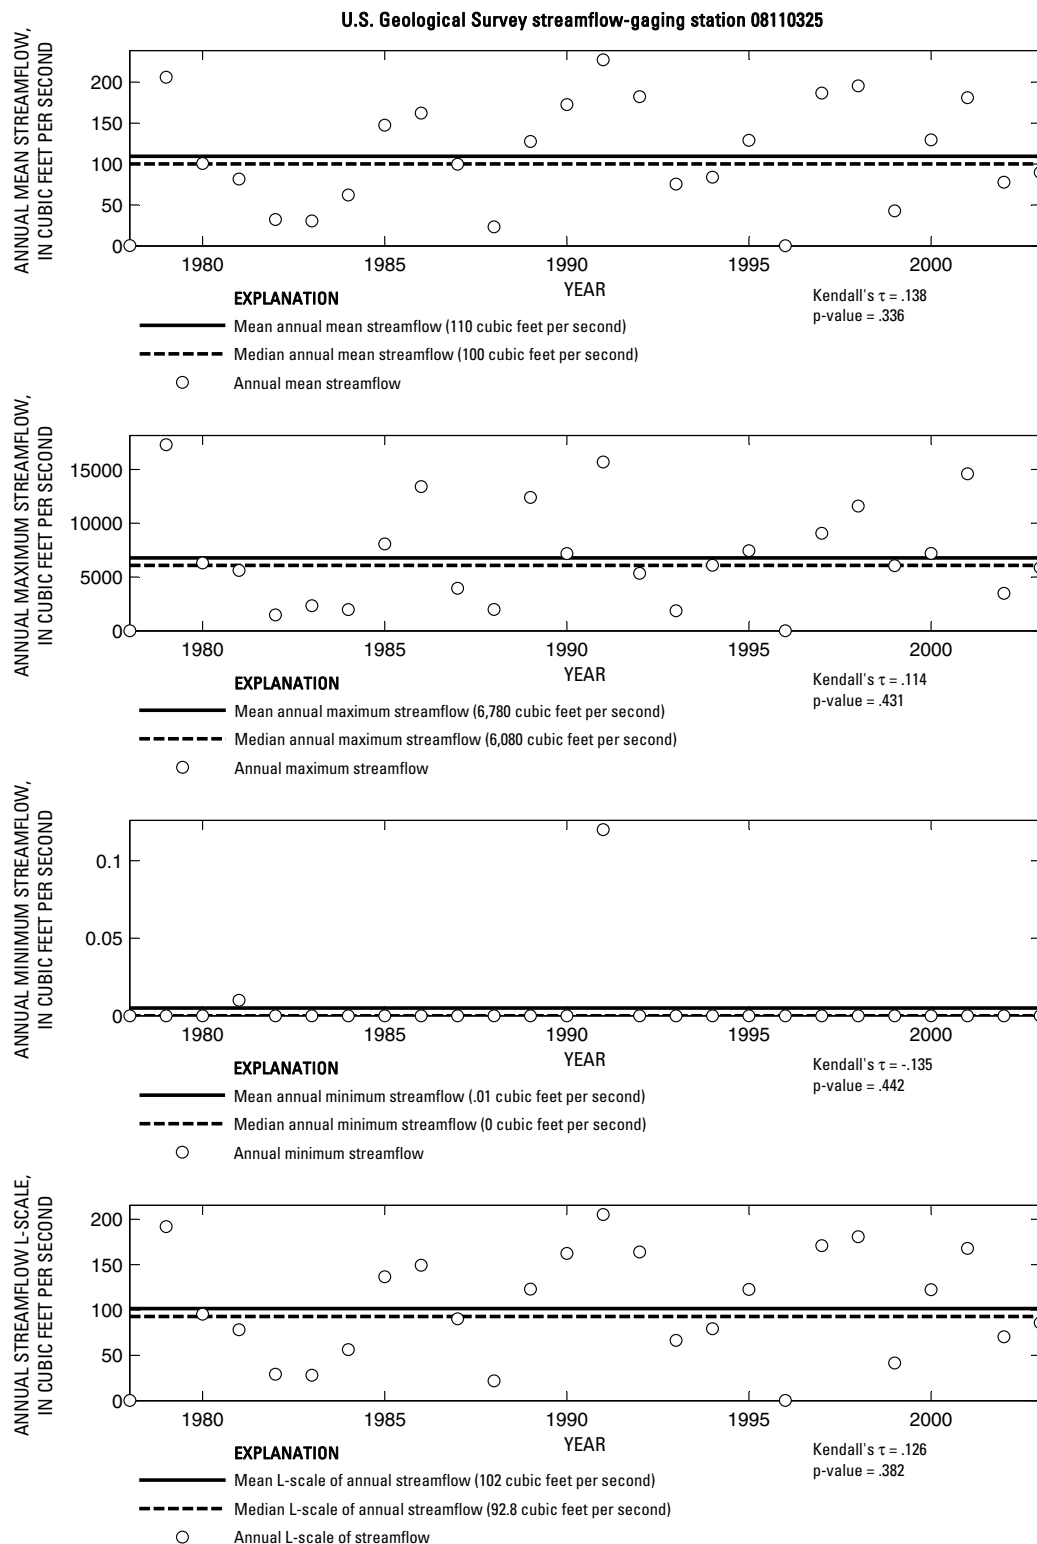 U.S. Geological Survey streamflow-gaging station 08110325
ANNUAL MEAN STREAMFLOW,
IN CUBIC FEET PER SECOND
200
150
100
50
0
1980 1985 1990 1995 2000
YEAR
Kendall's τ = .138
p-value = .336
EXPLANATION
Mean annual mean streamflow (110 cubic feet per second)
Median annual mean streamflow (100 cubic feet per second)
Annual mean streamflow
ANNUAL MAXIMUM STREAMFLOW,
IN CUBIC FEET PER SECOND
15000
10000
5000
0
1980 1985 1990 1995 2000
YEAR
Kendall's τ = .114
p-value = .431
EXPLANATION
Mean annual maximum streamflow (6,780 cubic feet per second)
Median annual maximum streamflow (6,080 cubic feet per second)
Annual maximum streamflow
ANNUAL MINIMUM STREAMFLOW,
IN CUBIC FEET PER SECOND
0.1
0.05
0
1980 1985 1990 1995 2000
YEAR
Kendall's τ = -.135
p-value = .442
EXPLANATION
Mean annual minimum streamflow (.01 cubic feet per second)
Median annual minimum streamflow (0 cubic feet per second)
Annual minimum streamflow
ANNUAL STREAMFLOW L-SCALE,
IN CUBIC FEET PER SECOND
200
150
100
50
0
1980 1985 1990 1995 2000
YEAR
Kendall's τ = .126
p-value = .382
EXPLANATION
Mean L-scale of annual streamflow (102 cubic feet per second)
Median L-scale of annual streamflow (92.8 cubic feet per second)
Annual L-scale of streamflow